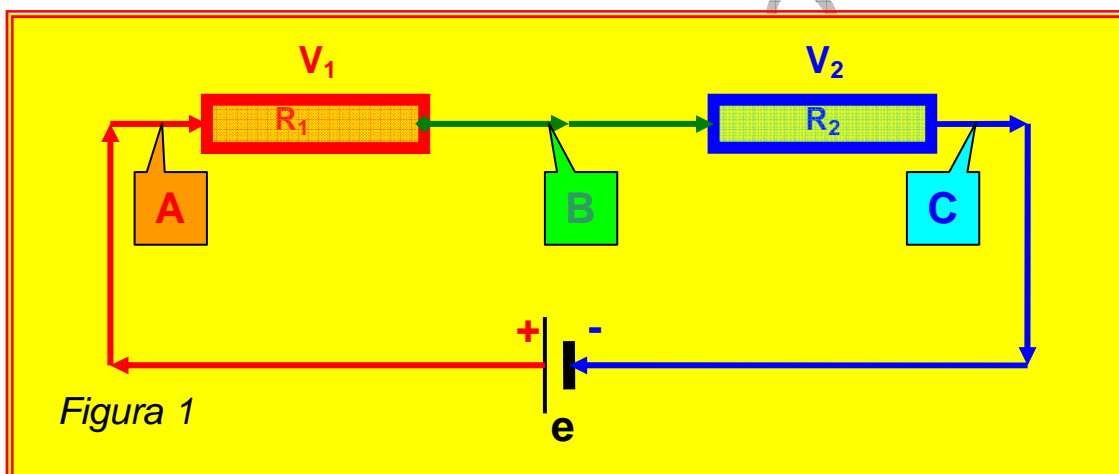 V₁ V₂
R₁ R₂
A B C
+ -
Figura 1
e